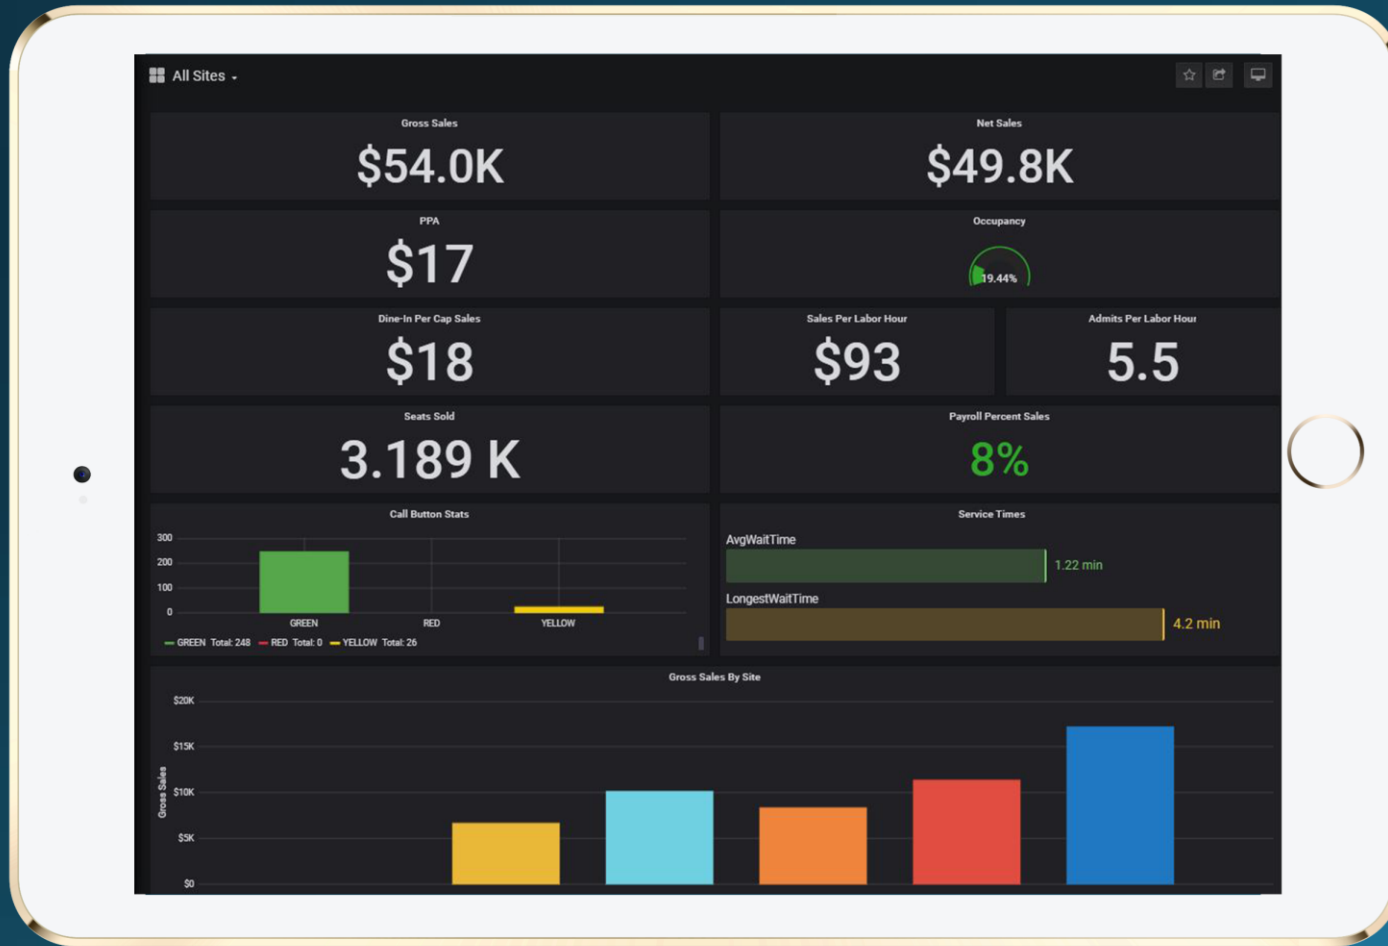 All Sites
Gross Sales
$54.0K
Net Sales
$49.8K
PPA
$17
Occupancy
19.44%
Dine-In Per Cap Sales
$18
Sales Per Labor Hour
$93
Admits Per Labor Hour
5.5
Seats Sold
3.189 K
Payroll Percent Sales
8%
Call Button Stats
300
200
100
0
GREEN RED YELLOW
GREEN Total: 248 RED Total: 0 YELLOW Total: 26
Service Times
AvgWaitTime
1.22 min
LongestWaitTime
4.2 min
Gross Sales By Site
Gross Sales
$20K
$15K
$10K
$5K
$0